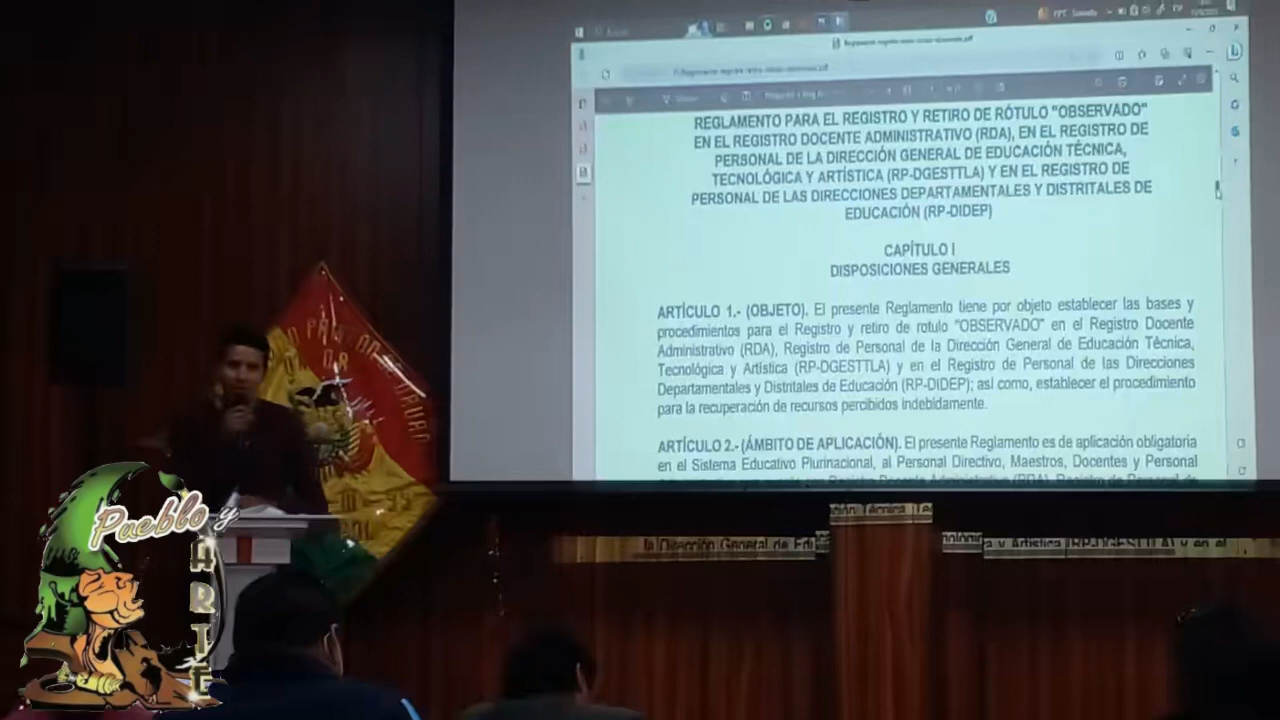 REGLAMENTO PARA EL REGISTRO Y RETIRO DE RÓTULO "OBSERVADO"
EN EL REGISTRO DOCENTE ADMINISTRATIVO (RDA), EN EL REGISTRO DE
PERSONAL DE LA DIRECCIÓN GENERAL DE EDUCACIÓN TÉCNICA,
TECNOLÓGICA Y ARTÍSTICA (RP-DGESTTLA) Y EN EL REGISTRO DE
PERSONAL DE LAS DIRECCIONES DEPARTAMENTALES Y DISTRITALES DE
EDUCACIÓN (RP-DIDEP)
CAPÍTULO I
DISPOSICIONES GENERALES
ARTÍCULO 1.- (OBJETO). El presente Reglamento tiene por objeto establecer las bases y
procedimientos para el Registro y retiro de rotulo "OBSERVADO" en el Registro Docente
Administrativo (RDA), Registro de Personal de la Dirección General de Educación Técnica,
Tecnológica y Artística (RP-DGESTTLA) y en el Registro de Personal de las Direcciones
Departamentales y Distritales de Educación (RP-DIDEP); así como, establecer el procedimiento
para la recuperación de recursos percibidos indebidamente.
ARTÍCULO 2.- (ÁMBITO DE APLICACIÓN). El presente Reglamento es de aplicación obligatoria
en el Sistema Educativo Plurinacional, al Personal Directivo, Maestros, Docentes y Personal
Pueblo y
ARTE